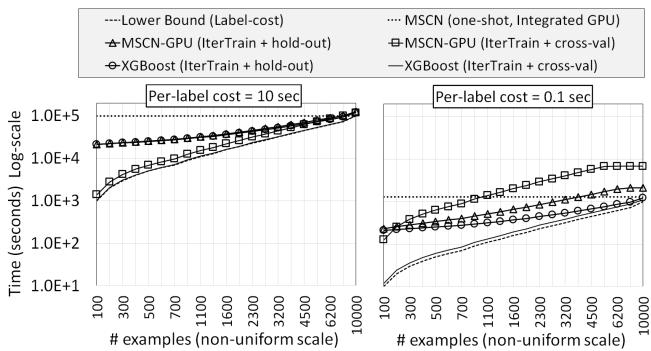 Lower Bound (Label-cost) MSCN (one-shot, Integrated GPU)
MSCN-GPU (IterTrain + hold-out) MSCN-GPU (IterTrain + cross-val)
XGBoost (IterTrain + hold-out) XGBoost (IterTrain + cross-val)
Per-label cost = 10 sec Per-label cost = 0.1 sec
Time (seconds) Log-scale
1.0E+5
1.0E+4
1.0E+3
1.0E+2
1.0E+1
100 300 500 700 1100 1600 2300 3200 4500 6200 10000
100 300 500 700 1100 1600 2300 3200 4500 6200 10000
# examples (non-uniform scale) # examples (non-uniform scale)